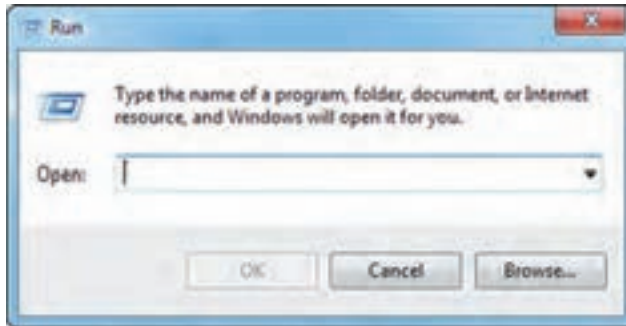 Run
Type the name of a program, folder, document, or Internet
resource, and Windows will open it for you.
Open:
OK
Cancel
Browse...